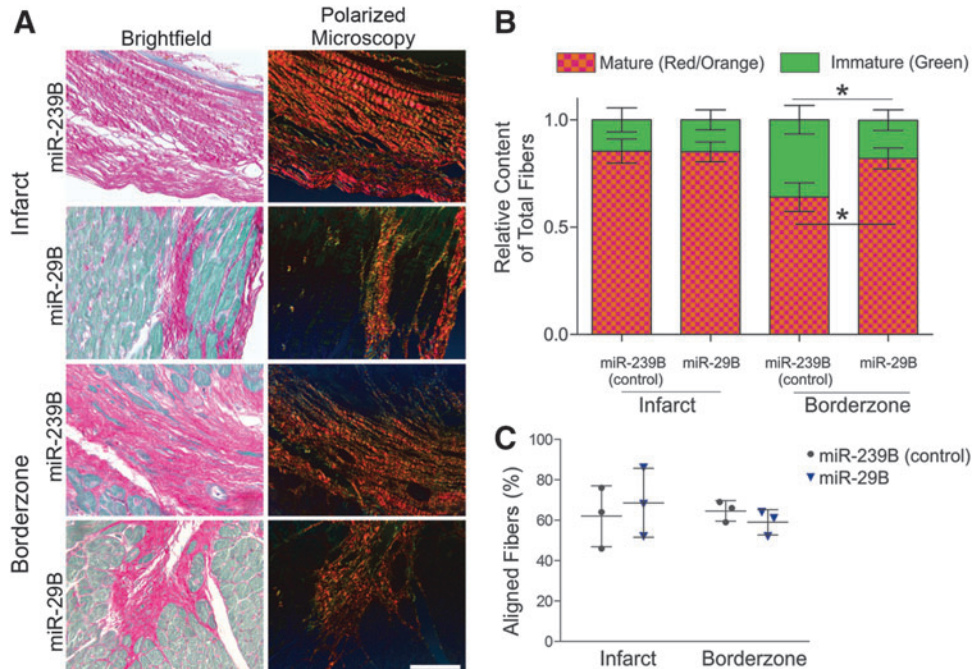 A
Brightfield
Polarized
Microscopy
Infarct
miR-239B
miR-29B
Borderzone
miR-239B
miR-29B
B
Mature (Red/Orange)
Immature (Green)
Relative Content
of Total Fibers
1.0
0.5
0.0
*
*
miR-239B
(control)
miR-29B
miR-239B
(control)
miR-29B
Infarct
Borderzone
C
Aligned Fibers (%)
100
80
60
40
20
0
miR-239B (control)
miR-29B
Infarct
Borderzone